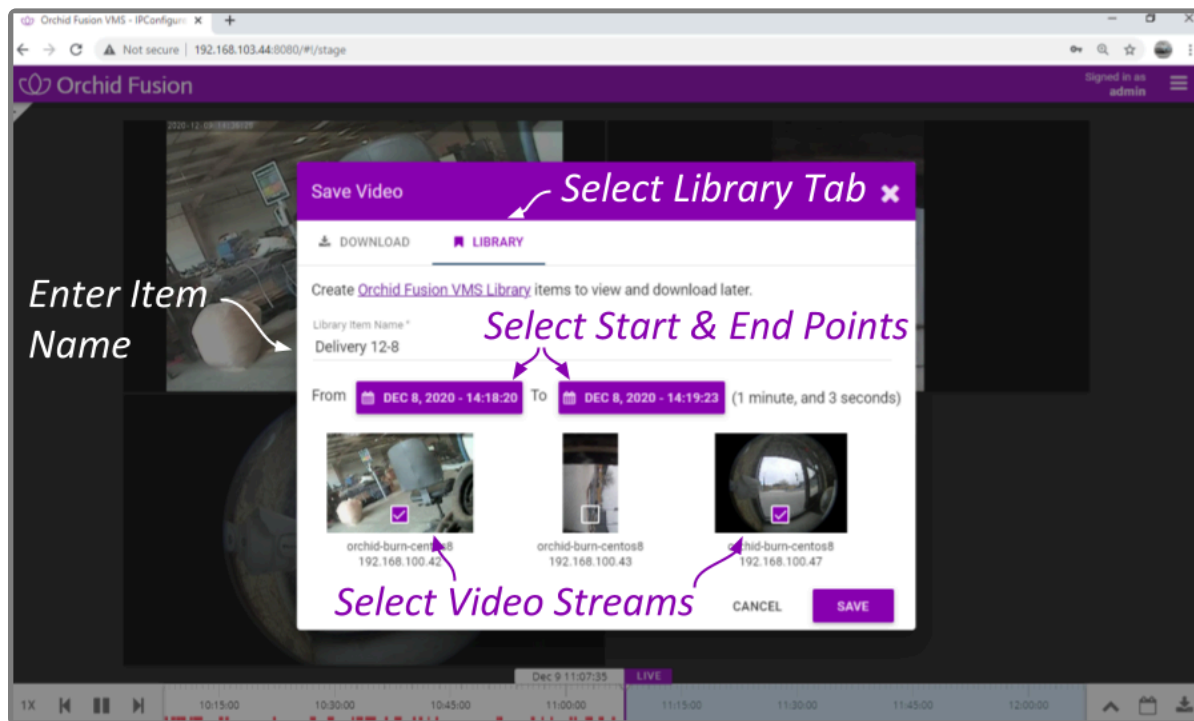 Orchid Fusion VMS - IPConfigure
Not secure | 192.168.103.44:8080/#!/stage
Orchid Fusion
Signed in as
admin
Save Video
Select Library Tab
DOWNLOAD
LIBRARY
Create Orchid Fusion VMS Library items to view and download later.
Enter Item
Name
Library Item Name *
Select Start & End Points
Delivery 12-8
From DEC 8, 2020 - 14:18:20 To DEC 8, 2020 - 14:19:23 (1 minute, and 3 seconds)
orchid-burn-centos8
192.168.100.42
orchid-burn-centos8
192.168.100.43
orchid-burn-centos8
192.168.100.47
Select Video Streams
CANCEL
SAVE
Dec 9 11:07:35
LIVE
1X
10:15:00
10:30:00
10:45:00
11:00:00
11:15:00
11:30:00
11:45:00
12:00:00